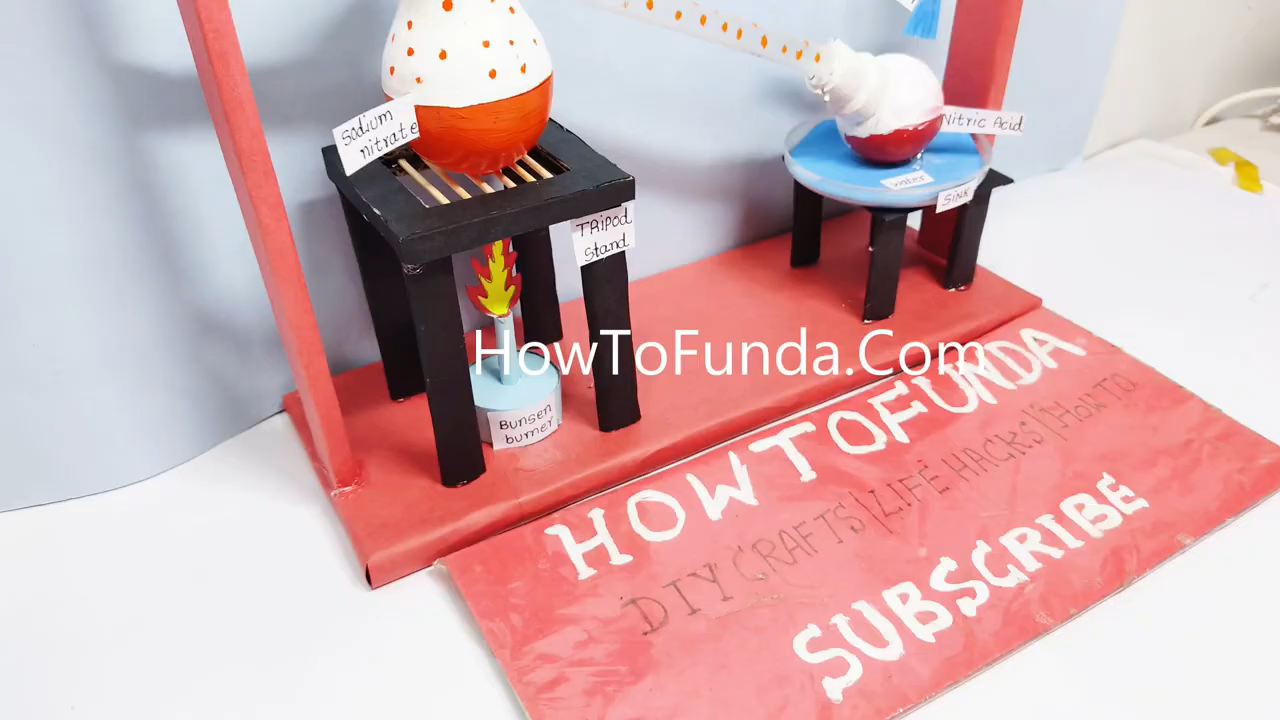 Sodium
nitrate
Nitric Acid
water
Sink
TRipod
Stand
HowToFunda.Com
Bunsen
burner
HOWTOFUNDA
DIY CRAFTS|LIFE HACKS|HOW TO
SUBSCRIBE